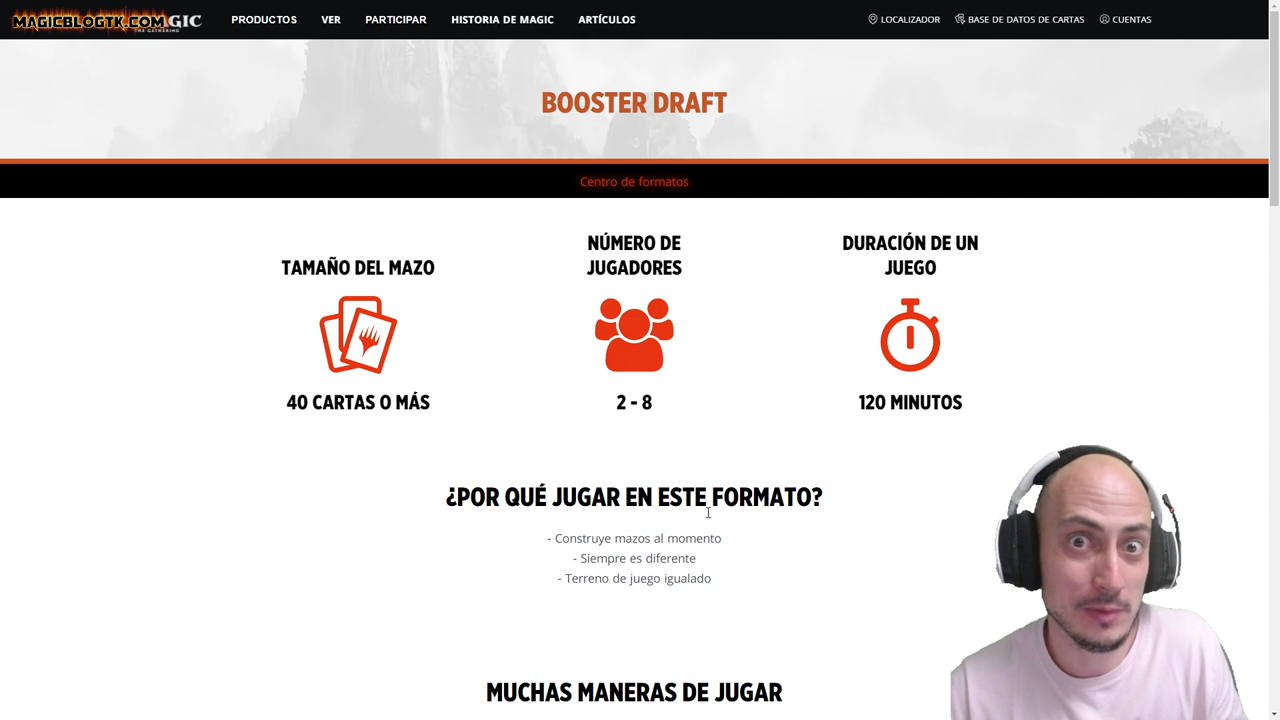 MAGICBLOGTK.COM
GIC
THE GATHERING
PRODUCTOS
VER
PARTICIPAR
HISTORIA DE MAGIC
ARTÍCULOS
LOCALIZADOR
BASE DE DATOS DE CARTAS
CUENTAS
BOOSTER DRAFT
Centro de formatos
TAMAÑO DEL MAZO
40 CARTAS O MÁS
NÚMERO DE
JUGADORES
2 - 8
DURACIÓN DE UN
JUEGO
120 MINUTOS
¿POR QUÉ JUGAR EN ESTE FORMATO?
- Construye mazos al momento
- Siempre es diferente
- Terreno de juego igualado
MUCHAS MANERAS DE JUGAR